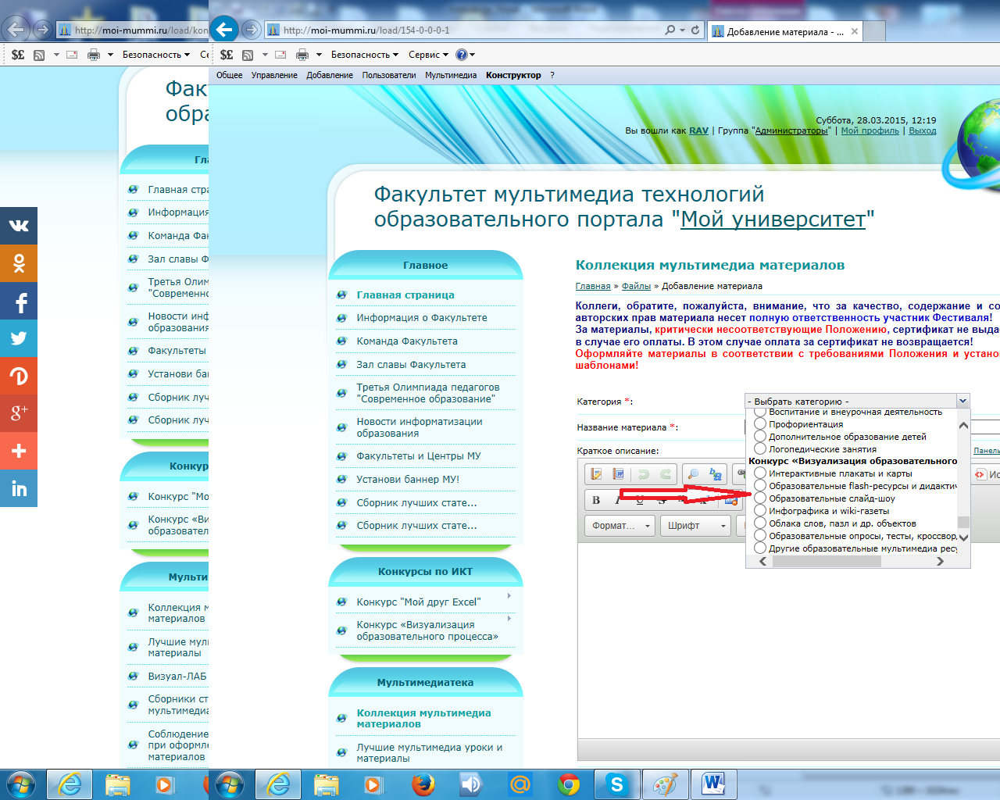 http://moi-mummi.ru/load/kon
http://moi-mummi.ru/load/154-0-0-0-1
Добавление материала - ...
Безопасность
Се
Безопасность
Сервис
Общее Управление Добавление Пользователи Мультимедиа Конструктор ?
Суббота, 28.03.2015, 12:19
Вы вошли как RAV | Группа "Администраторы" | Мой профиль | Выход
Фак
обра
Гла
Главная стра
Информация
Команда Фак
Зал славы Ф
Третья Олим
"Современно
Новости инф
образования
Факультеты
Установи бан
Сборник луч
Сборник луч
Конкур
Конкурс "Мо
Конкурс «Ви
образовател
Мульти
Коллекция м
материалов
Лучшие мул
материалы
Визуал-ЛАБ
Сборники ст
мультимедиа
Соблюдение
при оформле
материалов
Факультет мультимедиа технологий
образовательного портала "Мой университет"
Главное
Главная страница
Информация о Факультете
Команда Факультета
Зал славы Факультета
Третья Олимпиада педагогов
"Современное образование"
Новости информатизации
образования
Факультеты и Центры МУ
Установи баннер МУ!
Сборник лучших стате...
Сборник лучших стате...
Конкурсы по ИКТ
Конкурс "Мой друг Excel"
Конкурс «Визуализация
образовательного процесса»
Мультимедиатека
Коллекция мультимедиа
материалов
Лучшие мультимедиа уроки и
материалы
Коллекция мультимедиа материалов
Главная » Файлы » Добавление материала
Коллеги, обратите, пожалуйста, внимание, что за качество, содержание и со
авторских прав материала несет полную ответственность участник Фестиваля!
За материалы, критически несоответствующие Положению, сертификат не выдае
в случае его оплаты. В этом случае оплата за сертификат не возвращается!
Оформляйте материалы в соответствии с требованиями Положения и устано
шаблонами!
Категория *:
- Выбрать категорию -
Название материала *:
Краткое описание:
Воспитание и внеурочная деятельность
Профориентация
Дополнительное образование детей
Логопедические занятия
Конкурс «Визуализация образовательного
Интерактивные плакаты и карты
Образовательные flash-ресурсы и дидактич
Образовательные слайд-шоу
Инфографика и wiki-газеты
Облака слов, пазл и др. объектов
Образовательные опросы, тесты, кроссвор
Другие образовательные мультимедиа ресу
Панель
Ис
Формат...
Шрифт